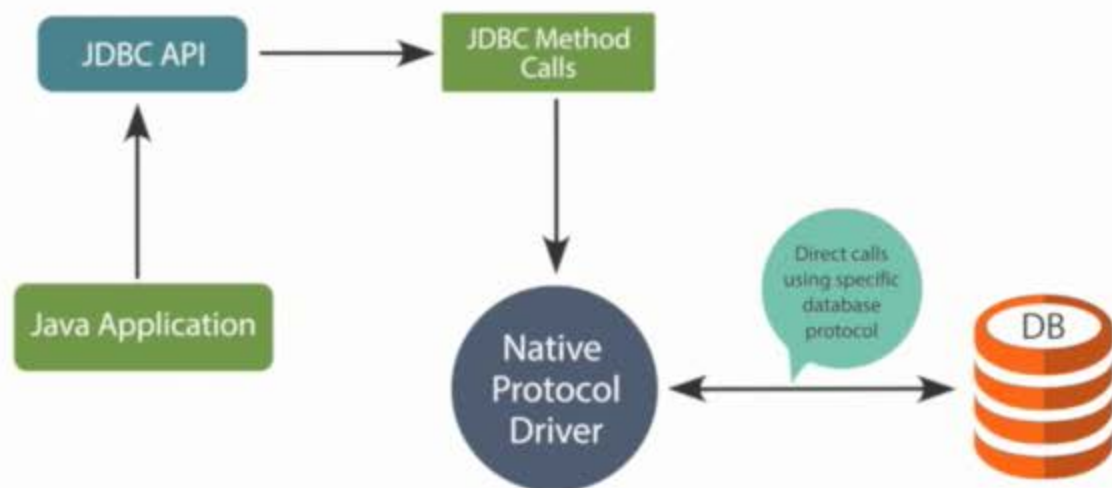 JDBC API
JDBC Method
Calls
Java Application
Native
Protocol
Driver
Direct calls
using specific
database
protocol
DB